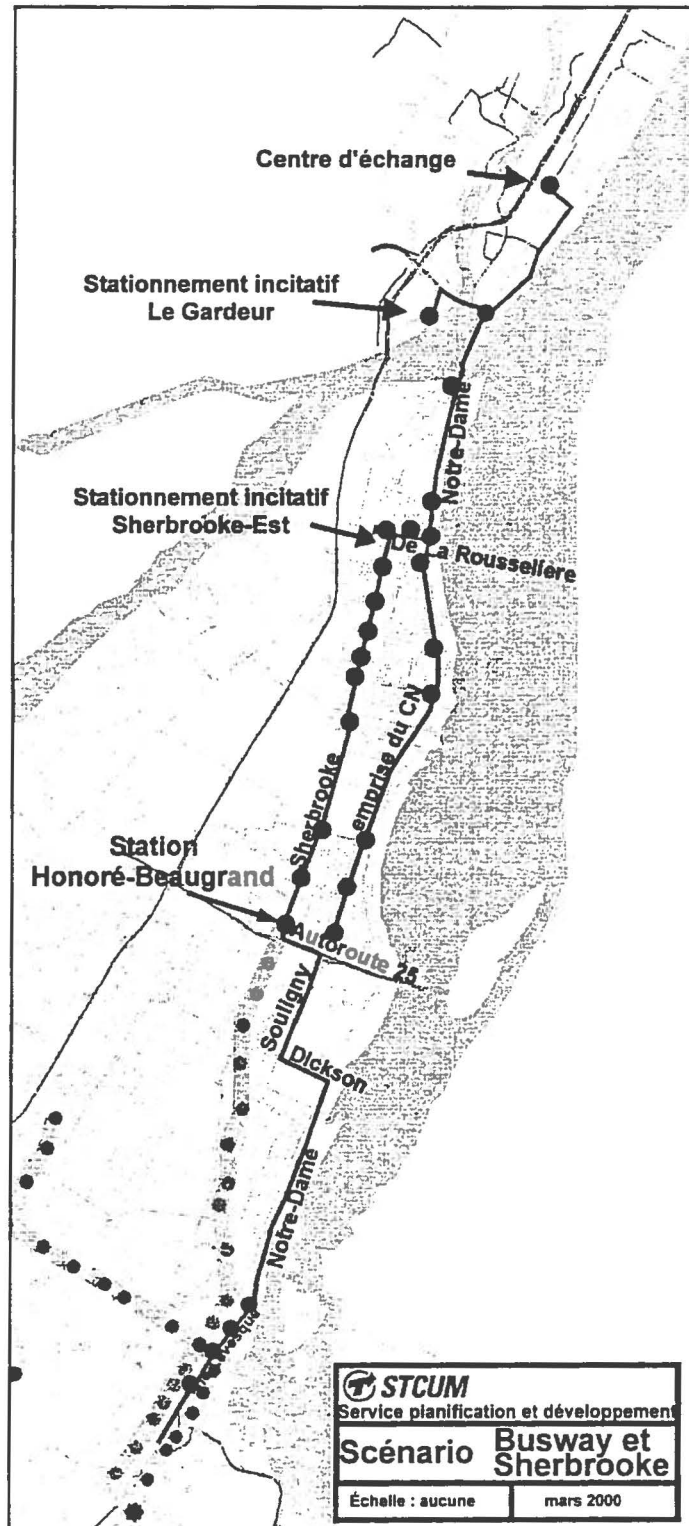 Centre d'échange
Stationnement incitatif
Le Gardeur
Notre-Dame
Stationnement incitatif
Sherbrooke-Est
De La Rousseliere
emprise du CN
Sherbrooke
Station
Honoré-Beaugrand
Autoroute 25
Souligny
Dickson
Notre-Dame
STCUM
Service planification et développement
Scénario Busway et
Sherbrooke
Échelle : aucune
mars 2000